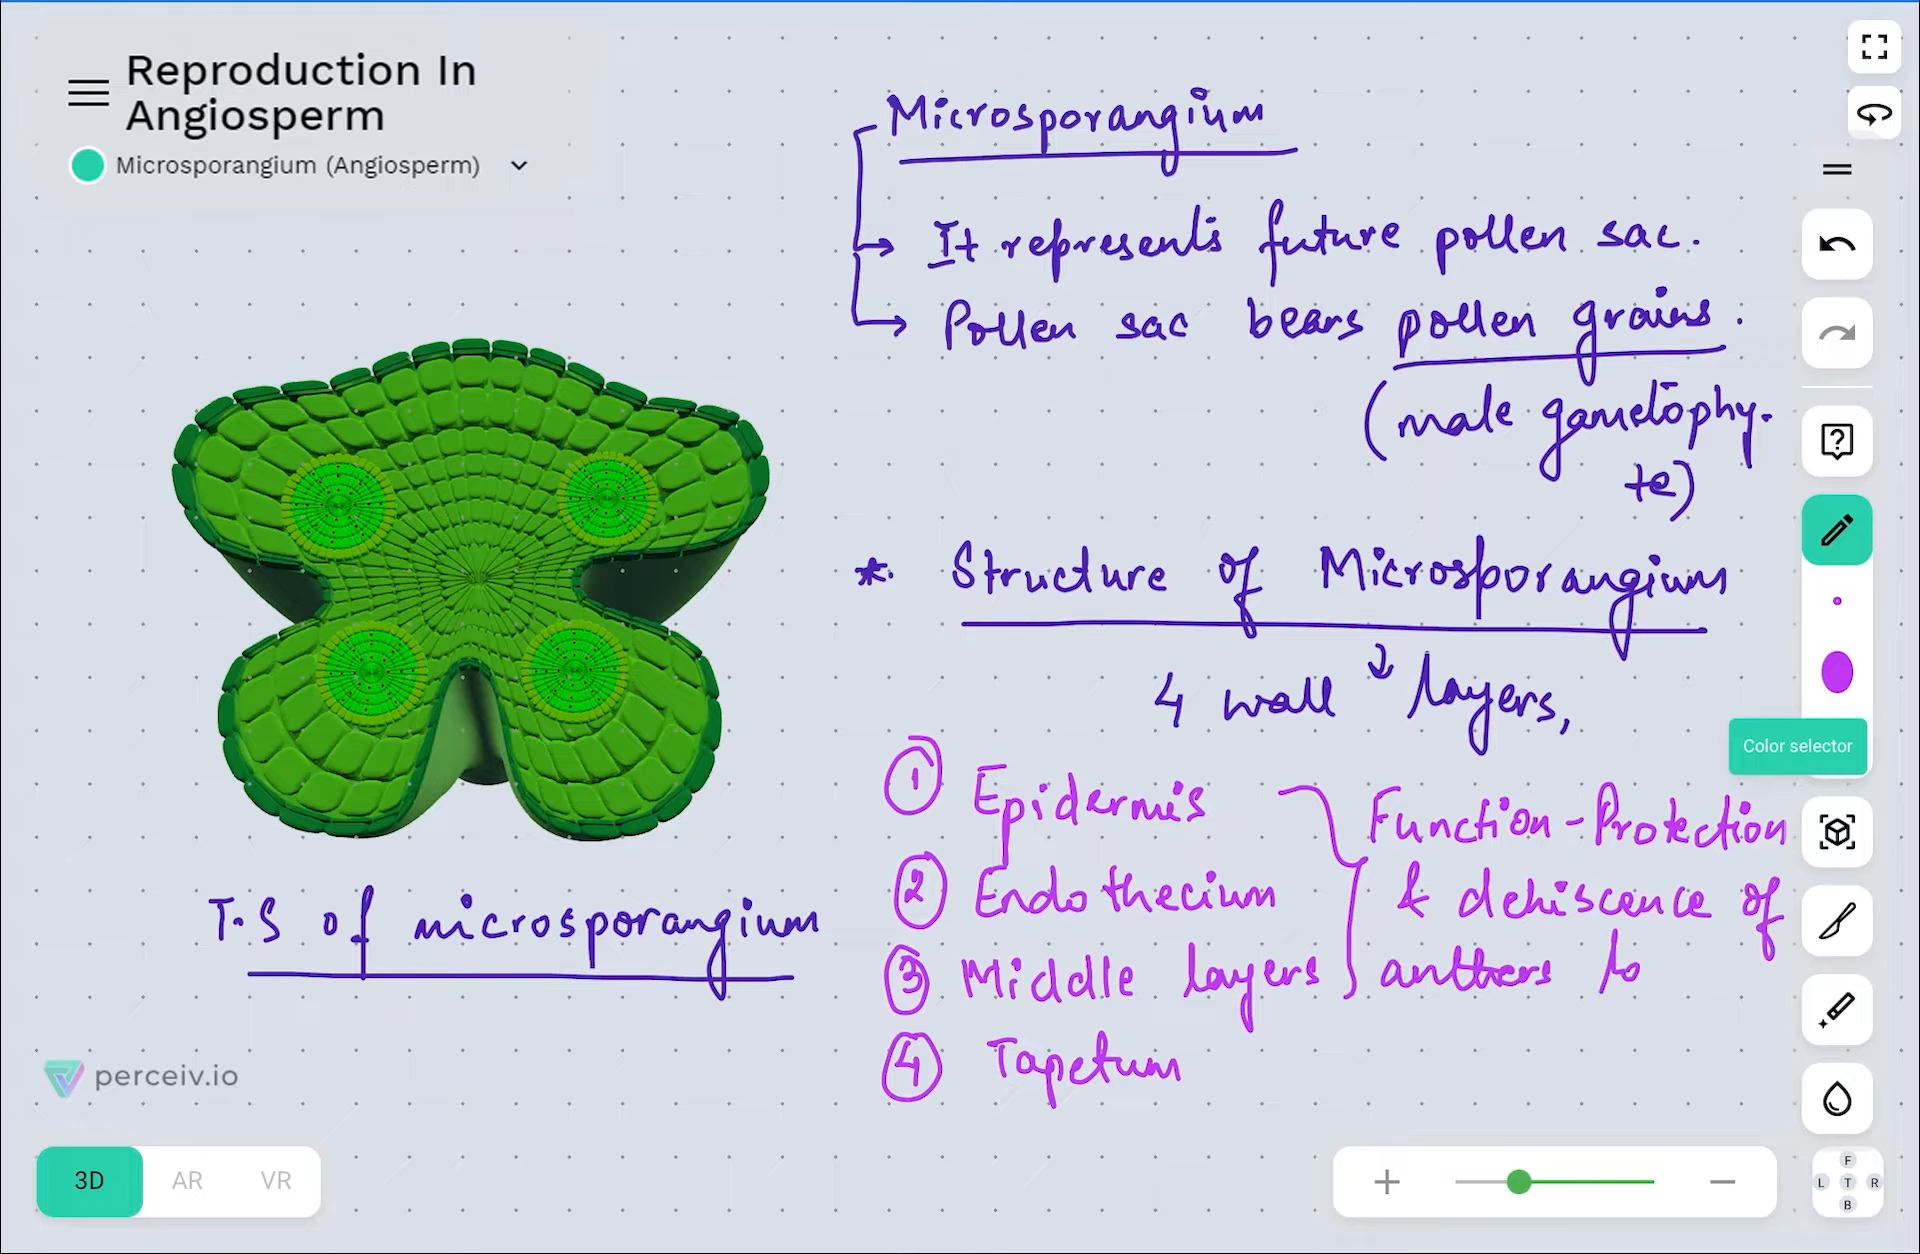 Reproduction In
Angiosperm
Microsporangium (Angiosperm)
Microsporangium
It represents future pollen sac.
Pollen sac bears pollen grains.
(male gametophy-
te)
* Structure of Microsporangium
4 wall layers,
① Epidermis
② Endothecium
③ Middle layers
④ Tapetum
Function - Protection
& dehiscence of
anthers to
T.S of microsporangium
Color selector
perceiv.io
3D AR VR
F
L T R
B